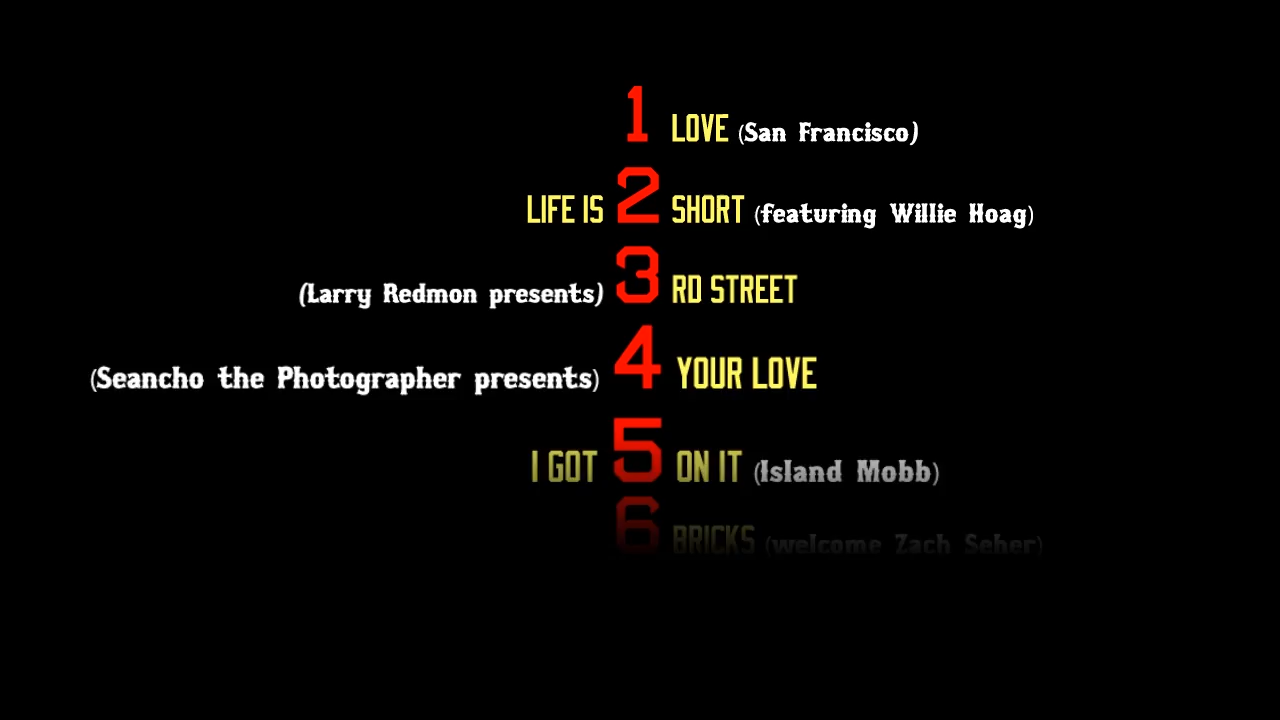 1 LOVE (San Francisco)
LIFE IS 2 SHORT (featuring Willie Hoag)
(Larry Redmon presents) 3 RD STREET
(Seancho the Photographer presents) 4 YOUR LOVE
I GOT 5 ON IT (Island Mobb)
6 BRICKS (welcome Zach Seher)